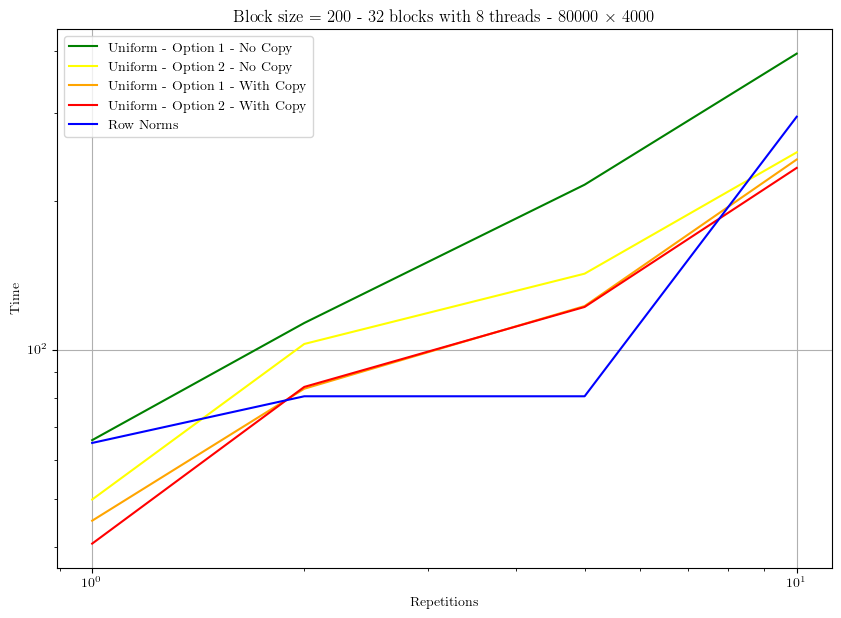 Block size = 200 - 32 blocks with 8 threads - 80000 × 4000
Uniform - Option 1 - No Copy
Uniform - Option 2 - No Copy
Uniform - Option 1 - With Copy
Uniform - Option 2 - With Copy
Row Norms
Time
10²
10⁰
10¹
Repetitions